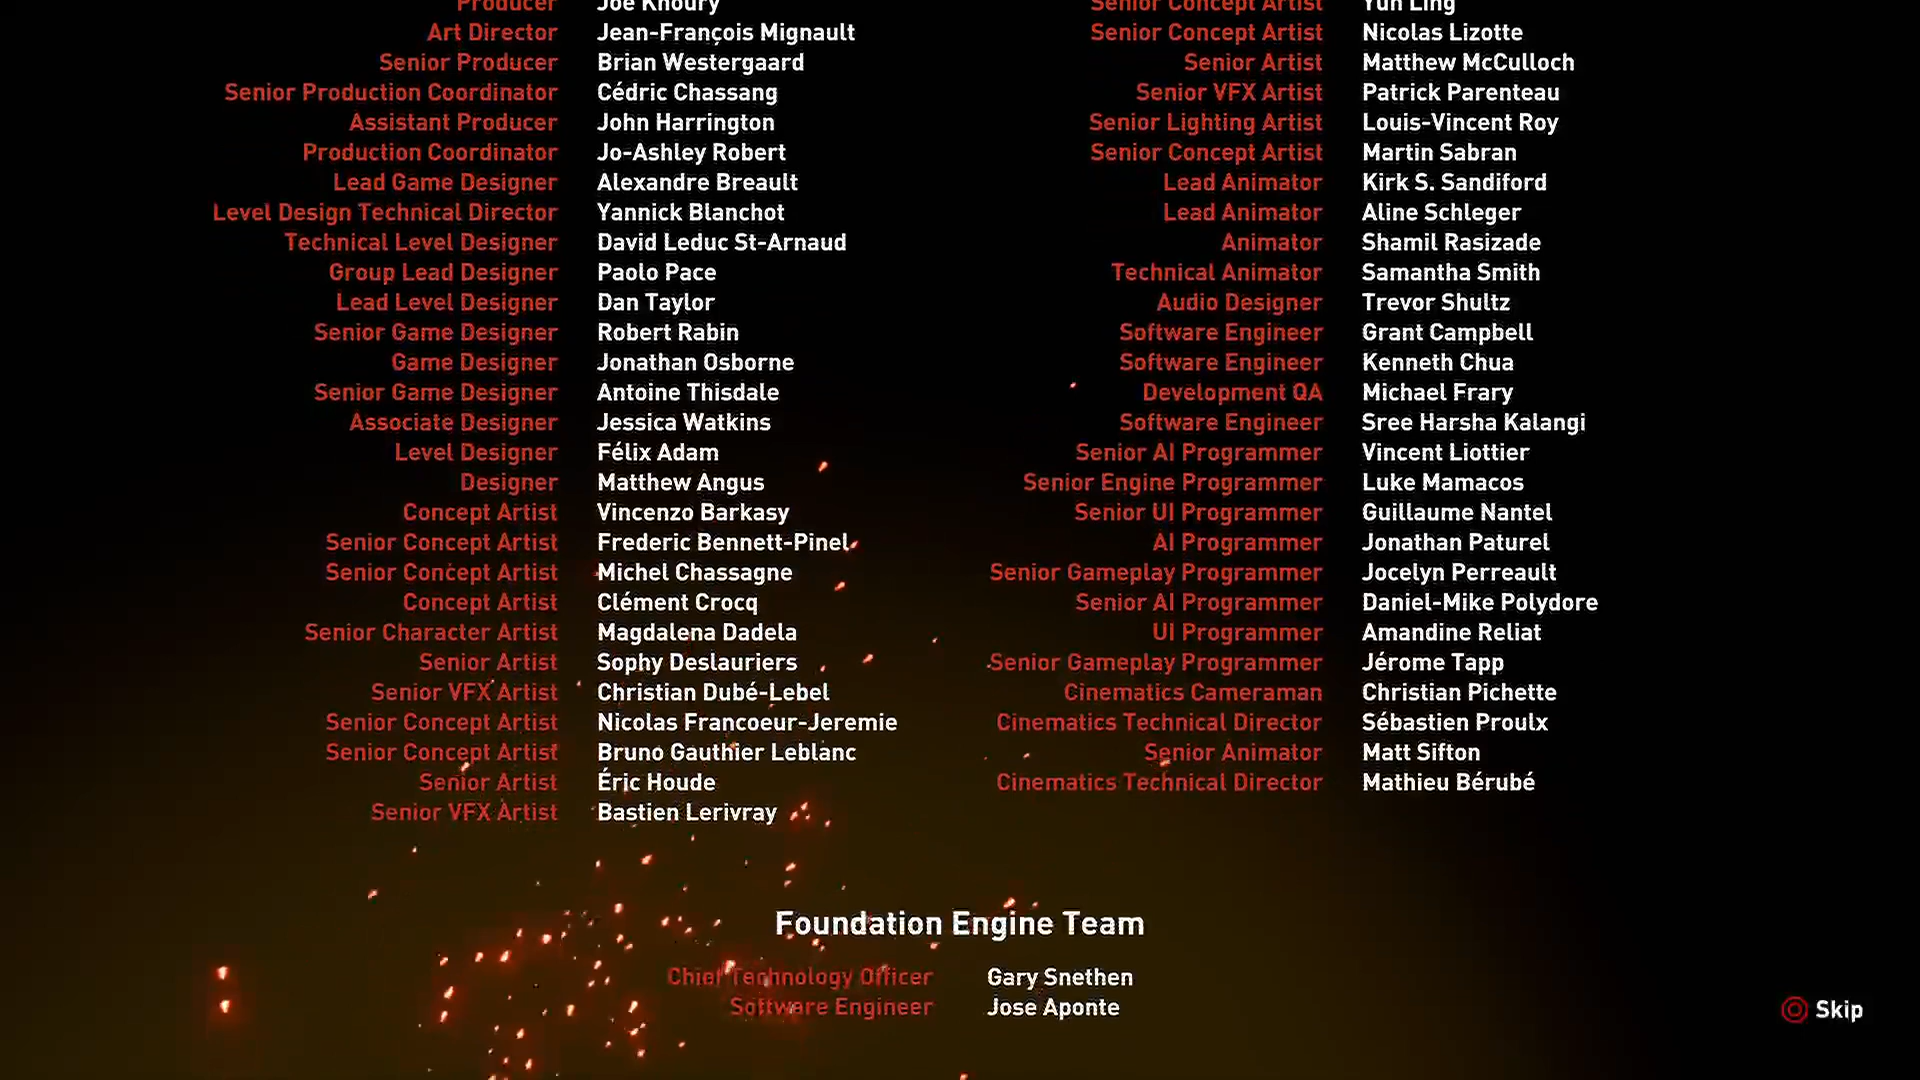 Producer Joe Khoury
Art Director Jean-François Mignault
Senior Producer Brian Westergaard
Senior Production Coordinator Cédric Chassang
Assistant Producer John Harrington
Production Coordinator Jo-Ashley Robert
Lead Game Designer Alexandre Breault
Level Design Technical Director Yannick Blanchot
Technical Level Designer David Leduc St-Arnaud
Group Lead Designer Paolo Pace
Lead Level Designer Dan Taylor
Senior Game Designer Robert Rabin
Game Designer Jonathan Osborne
Senior Game Designer Antoine Thisdale
Associate Designer Jessica Watkins
Level Designer Félix Adam
Designer Matthew Angus
Concept Artist Vincenzo Barkasy
Senior Concept Artist Frederic Bennett-Pinel
Senior Concept Artist Michel Chassagne
Concept Artist Clément Crocq
Senior Character Artist Magdalena Dadela
Senior Artist Sophy Deslauriers
Senior VFX Artist Christian Dubé-Lebel
Senior Concept Artist Nicolas Francoeur-Jeremie
Senior Concept Artist Bruno Gauthier Leblanc
Senior Artist Éric Houde
Senior VFX Artist Bastien Lerivray
Senior Concept Artist Yun Ling
Senior Concept Artist Nicolas Lizotte
Senior Artist Matthew McCulloch
Senior VFX Artist Patrick Parenteau
Senior Lighting Artist Louis-Vincent Roy
Senior Concept Artist Martin Sabran
Lead Animator Kirk S. Sandiford
Lead Animator Aline Schleger
Animator Shamil Rasizade
Technical Animator Samantha Smith
Audio Designer Trevor Shultz
Software Engineer Grant Campbell
Software Engineer Kenneth Chua
Development QA Michael Frary
Software Engineer Sree Harsha Kalangi
Senior AI Programmer Vincent Liottier
Senior Engine Programmer Luke Mamacos
Senior UI Programmer Guillaume Nantel
AI Programmer Jonathan Paturel
Senior Gameplay Programmer Jocelyn Perreault
Senior AI Programmer Daniel-Mike Polydore
UI Programmer Amandine Reliat
Senior Gameplay Programmer Jérome Tapp
Cinematics Cameraman Christian Pichette
Cinematics Technical Director Sébastien Proulx
Senior Animator Matt Sifton
Cinematics Technical Director Mathieu Bérubé
Foundation Engine Team
Chief Technology Officer Gary Snethen
Software Engineer Jose Aponte
Skip